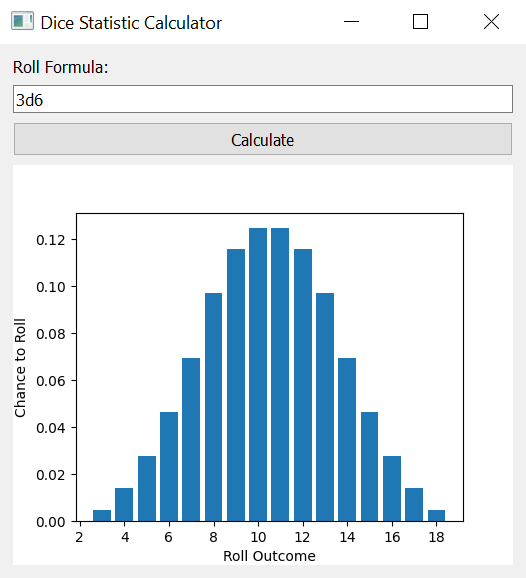 Dice Statistic Calculator
Roll Formula:
3d6
Calculate
0.12
0.10
0.08
0.06
0.04
0.02
0.00
Chance to Roll
2 4 6 8 10 12 14 16 18
Roll Outcome